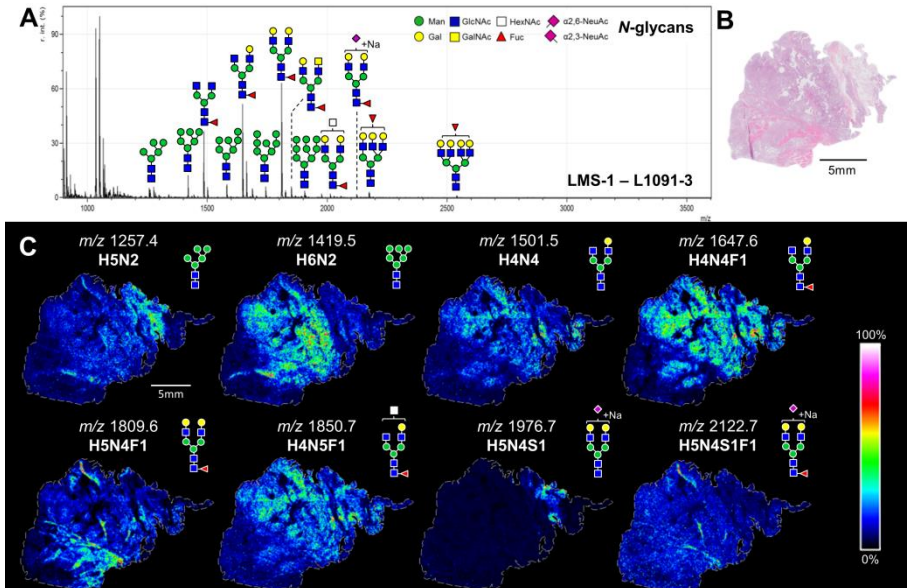 A
r. int. (%)
100
60
30
0
Man GlcNAc HexNAc α2,6-NeuAc
Gal GalNAc Fuc α2,3-NeuAc
N-glycans
+Na
LMS-1 – L1091-3
1000 1500 2000 2500 3000 3500
m/z
B
5mm
C
m/z 1257.4
H5N2
m/z 1419.5
H6N2
m/z 1501.5
H4N4
m/z 1647.6
H4N4F1
5mm
100%
0%
m/z 1809.6
H5N4F1
m/z 1850.7
H4N5F1
m/z 1976.7
H5N4S1
+Na
m/z 2122.7
H5N4S1F1
+Na